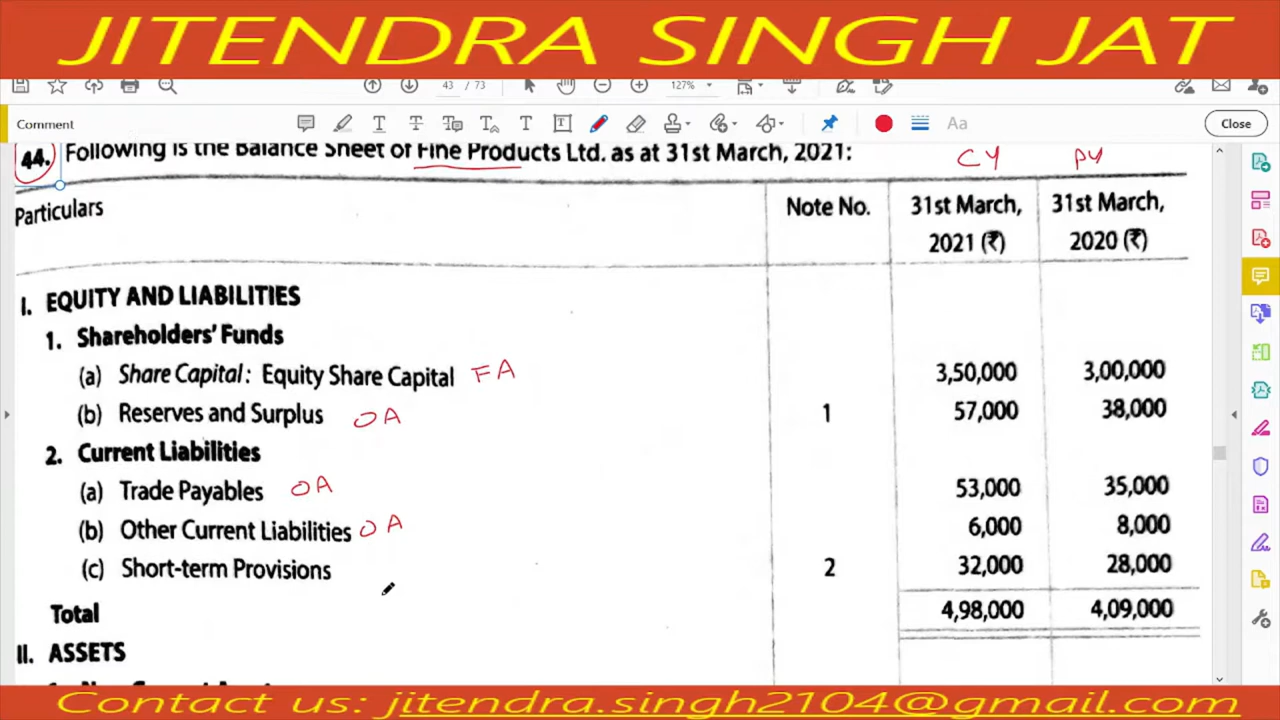 JITENDRA SINGH JAT
43 / 73
127%
Comment
Aa
Close
44. Following is the Balance Sheet of Fine Products Ltd. as at 31st March, 2021:
CY PY
Particulars Note No. 31st March, 2021 (₹) 31st March, 2020 (₹)
I. EQUITY AND LIABILITIES
1. Shareholders' Funds
(a) Share Capital: Equity Share Capital FA 3,50,000 3,00,000
(b) Reserves and Surplus OA 1 57,000 38,000
2. Current Liabilities
(a) Trade Payables OA 53,000 35,000
(b) Other Current Liabilities OA 6,000 8,000
(c) Short-term Provisions 2 32,000 28,000
Total 4,98,000 4,09,000
II. ASSETS
Contact us: jitendra.singh2104@gmail.com